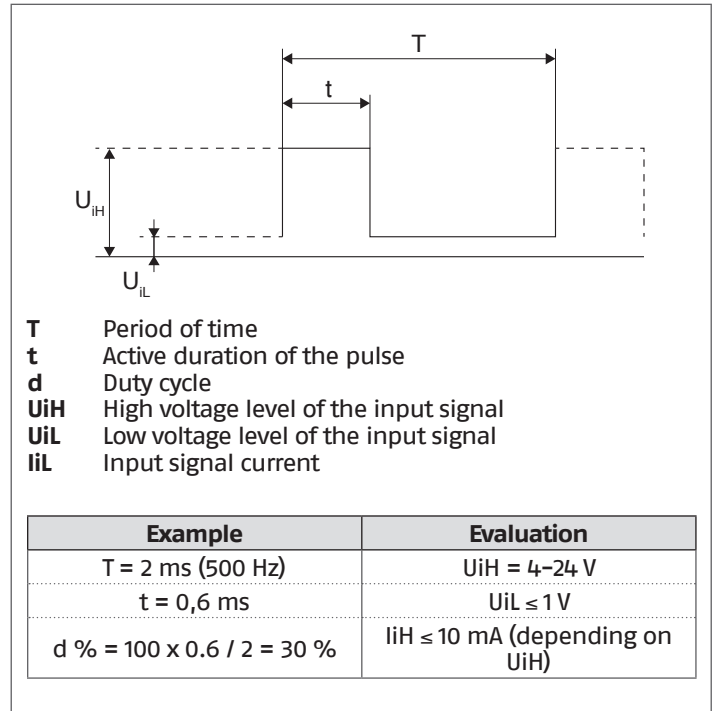 T
t
UiH
UiL
T Period of time
t Active duration of the pulse
d Duty cycle
UiH High voltage level of the input signal
UiL Low voltage level of the input signal
IiL Input signal current
Example Evaluation
T = 2 ms (500 Hz) UiH = 4–24 V
t = 0,6 ms UiL ≤ 1 V
d % = 100 x 0.6 / 2 = 30 % IiH ≤ 10 mA (depending on
UiH)